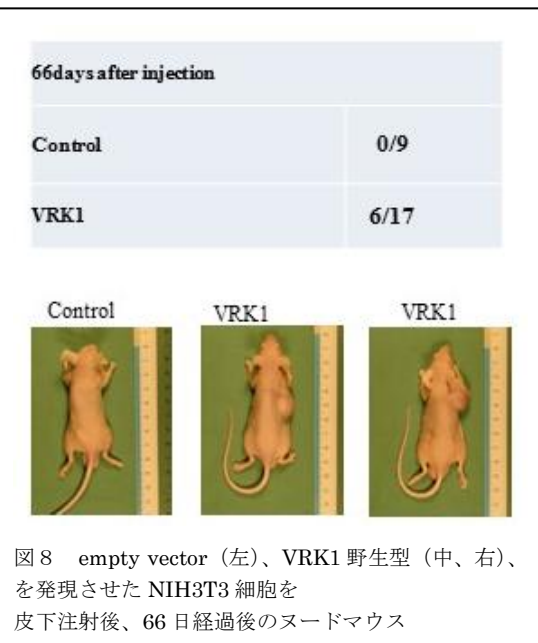 66days after injection
Control 0/9
VRK1 6/17
Control VRK1 VRK1
図８ empty vector（左）、VRK1 野生型（中、右）、
を発現させた NIH3T3 細胞を
皮下注射後、66 日経過後のヌードマウス